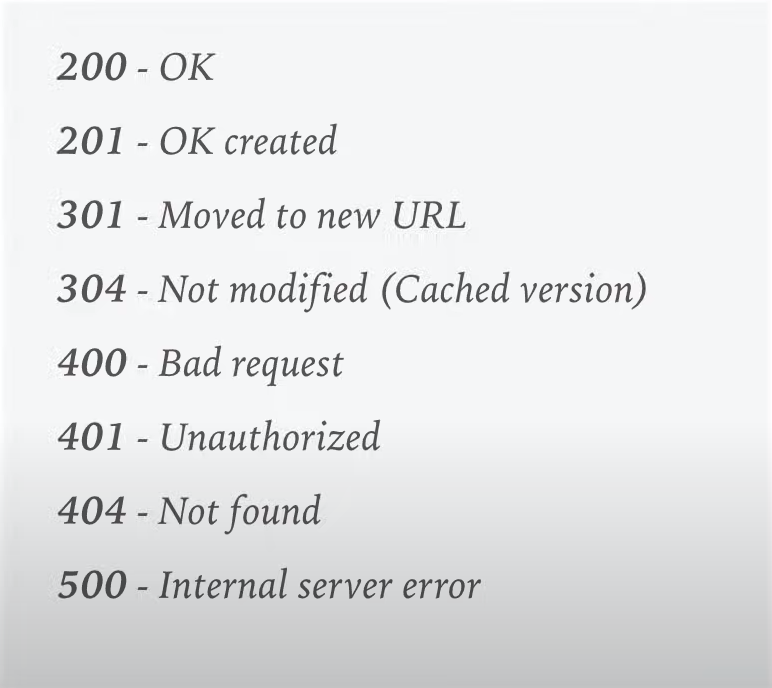 200 - OK
201 - OK created
301 - Moved to new URL
304 - Not modified (Cached version)
400 - Bad request
401 - Unauthorized
404 - Not found
500 - Internal server error